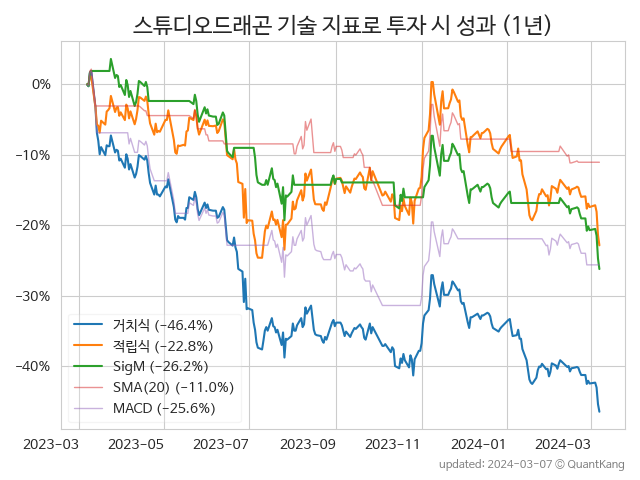 스튜디오드래곤 기술 지표로 투자 시 성과 (1년)
0%
−10%
−20%
−30%
−40%
거치식 (−46.4%)
적립식 (−22.8%)
SigM (−26.2%)
SMA(20) (−11.0%)
MACD (−25.6%)
2023−03 2023−05 2023−07 2023−09 2023−11 2024−01 2024−03
updated: 2024−03−07 © QuantKang